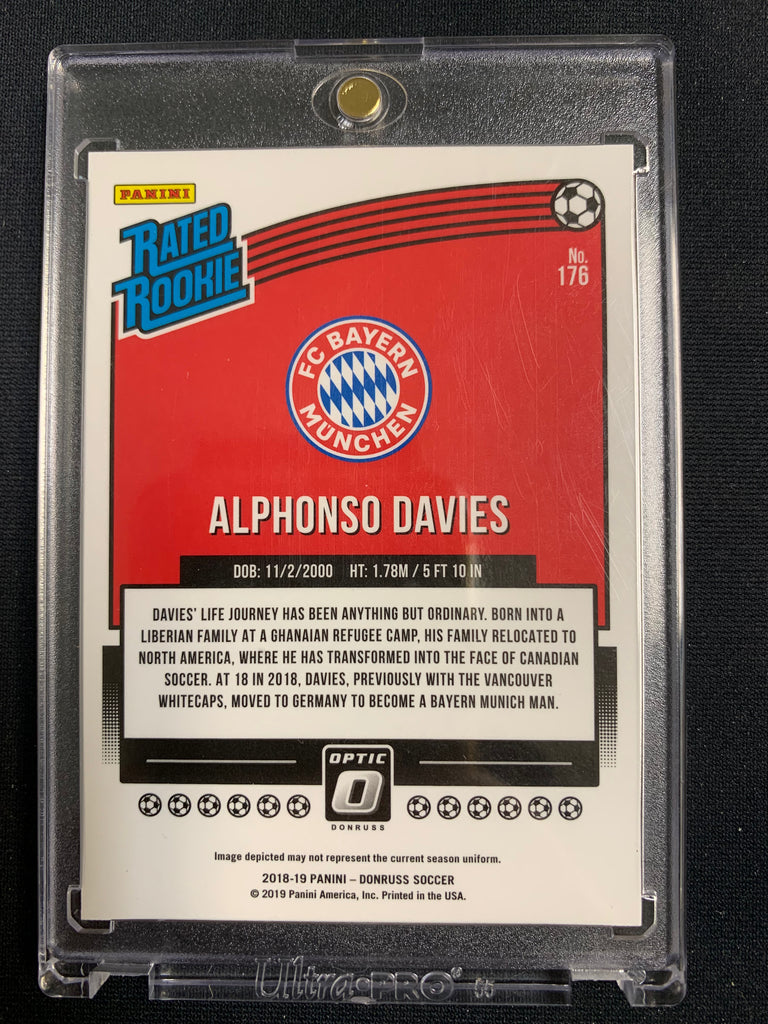 PANINI
RATED
ROOKIE
No.
176
FC BAYERN
MÜNCHEN
ALPHONSO DAVIES
DOB: 11/2/2000 HT: 1.78M / 5 FT 10 IN
DAVIES' LIFE JOURNEY HAS BEEN ANYTHING BUT ORDINARY. BORN INTO A
LIBERIAN FAMILY AT A GHANAIAN REFUGEE CAMP, HIS FAMILY RELOCATED TO
NORTH AMERICA, WHERE HE HAS TRANSFORMED INTO THE FACE OF CANADIAN
SOCCER. AT 18 IN 2018, DAVIES, PREVIOUSLY WITH THE VANCOUVER
WHITECAPS, MOVED TO GERMANY TO BECOME A BAYERN MUNICH MAN.
OPTIC
O
DONRUSS
Image depicted may not represent the current season uniform.
2018-19 PANINI – DONRUSS SOCCER
© 2019 Panini America, Inc. Printed in the USA.
Ultra·PRO®